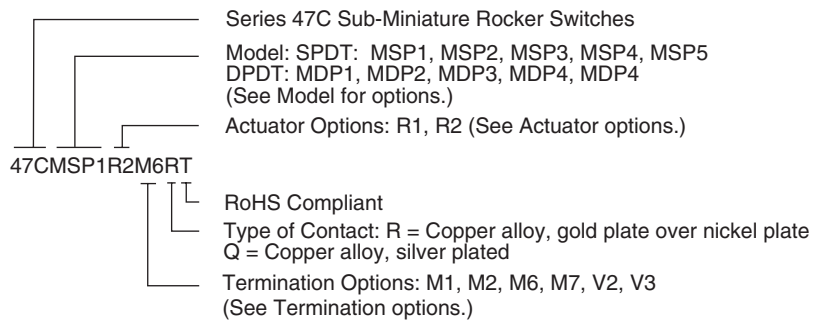 Series 47C Sub-Miniature Rocker Switches
Model: SPDT: MSP1, MSP2, MSP3, MSP4, MSP5
DPDT: MDP1, MDP2, MDP3, MDP4, MDP4
(See Model for options.)
Actuator Options: R1, R2 (See Actuator options.)
47CMSP1R2M6RT
RoHS Compliant
Type of Contact: R = Copper alloy, gold plate over nickel plate
Q = Copper alloy, silver plated
Termination Options: M1, M2, M6, M7, V2, V3
(See Termination options.)